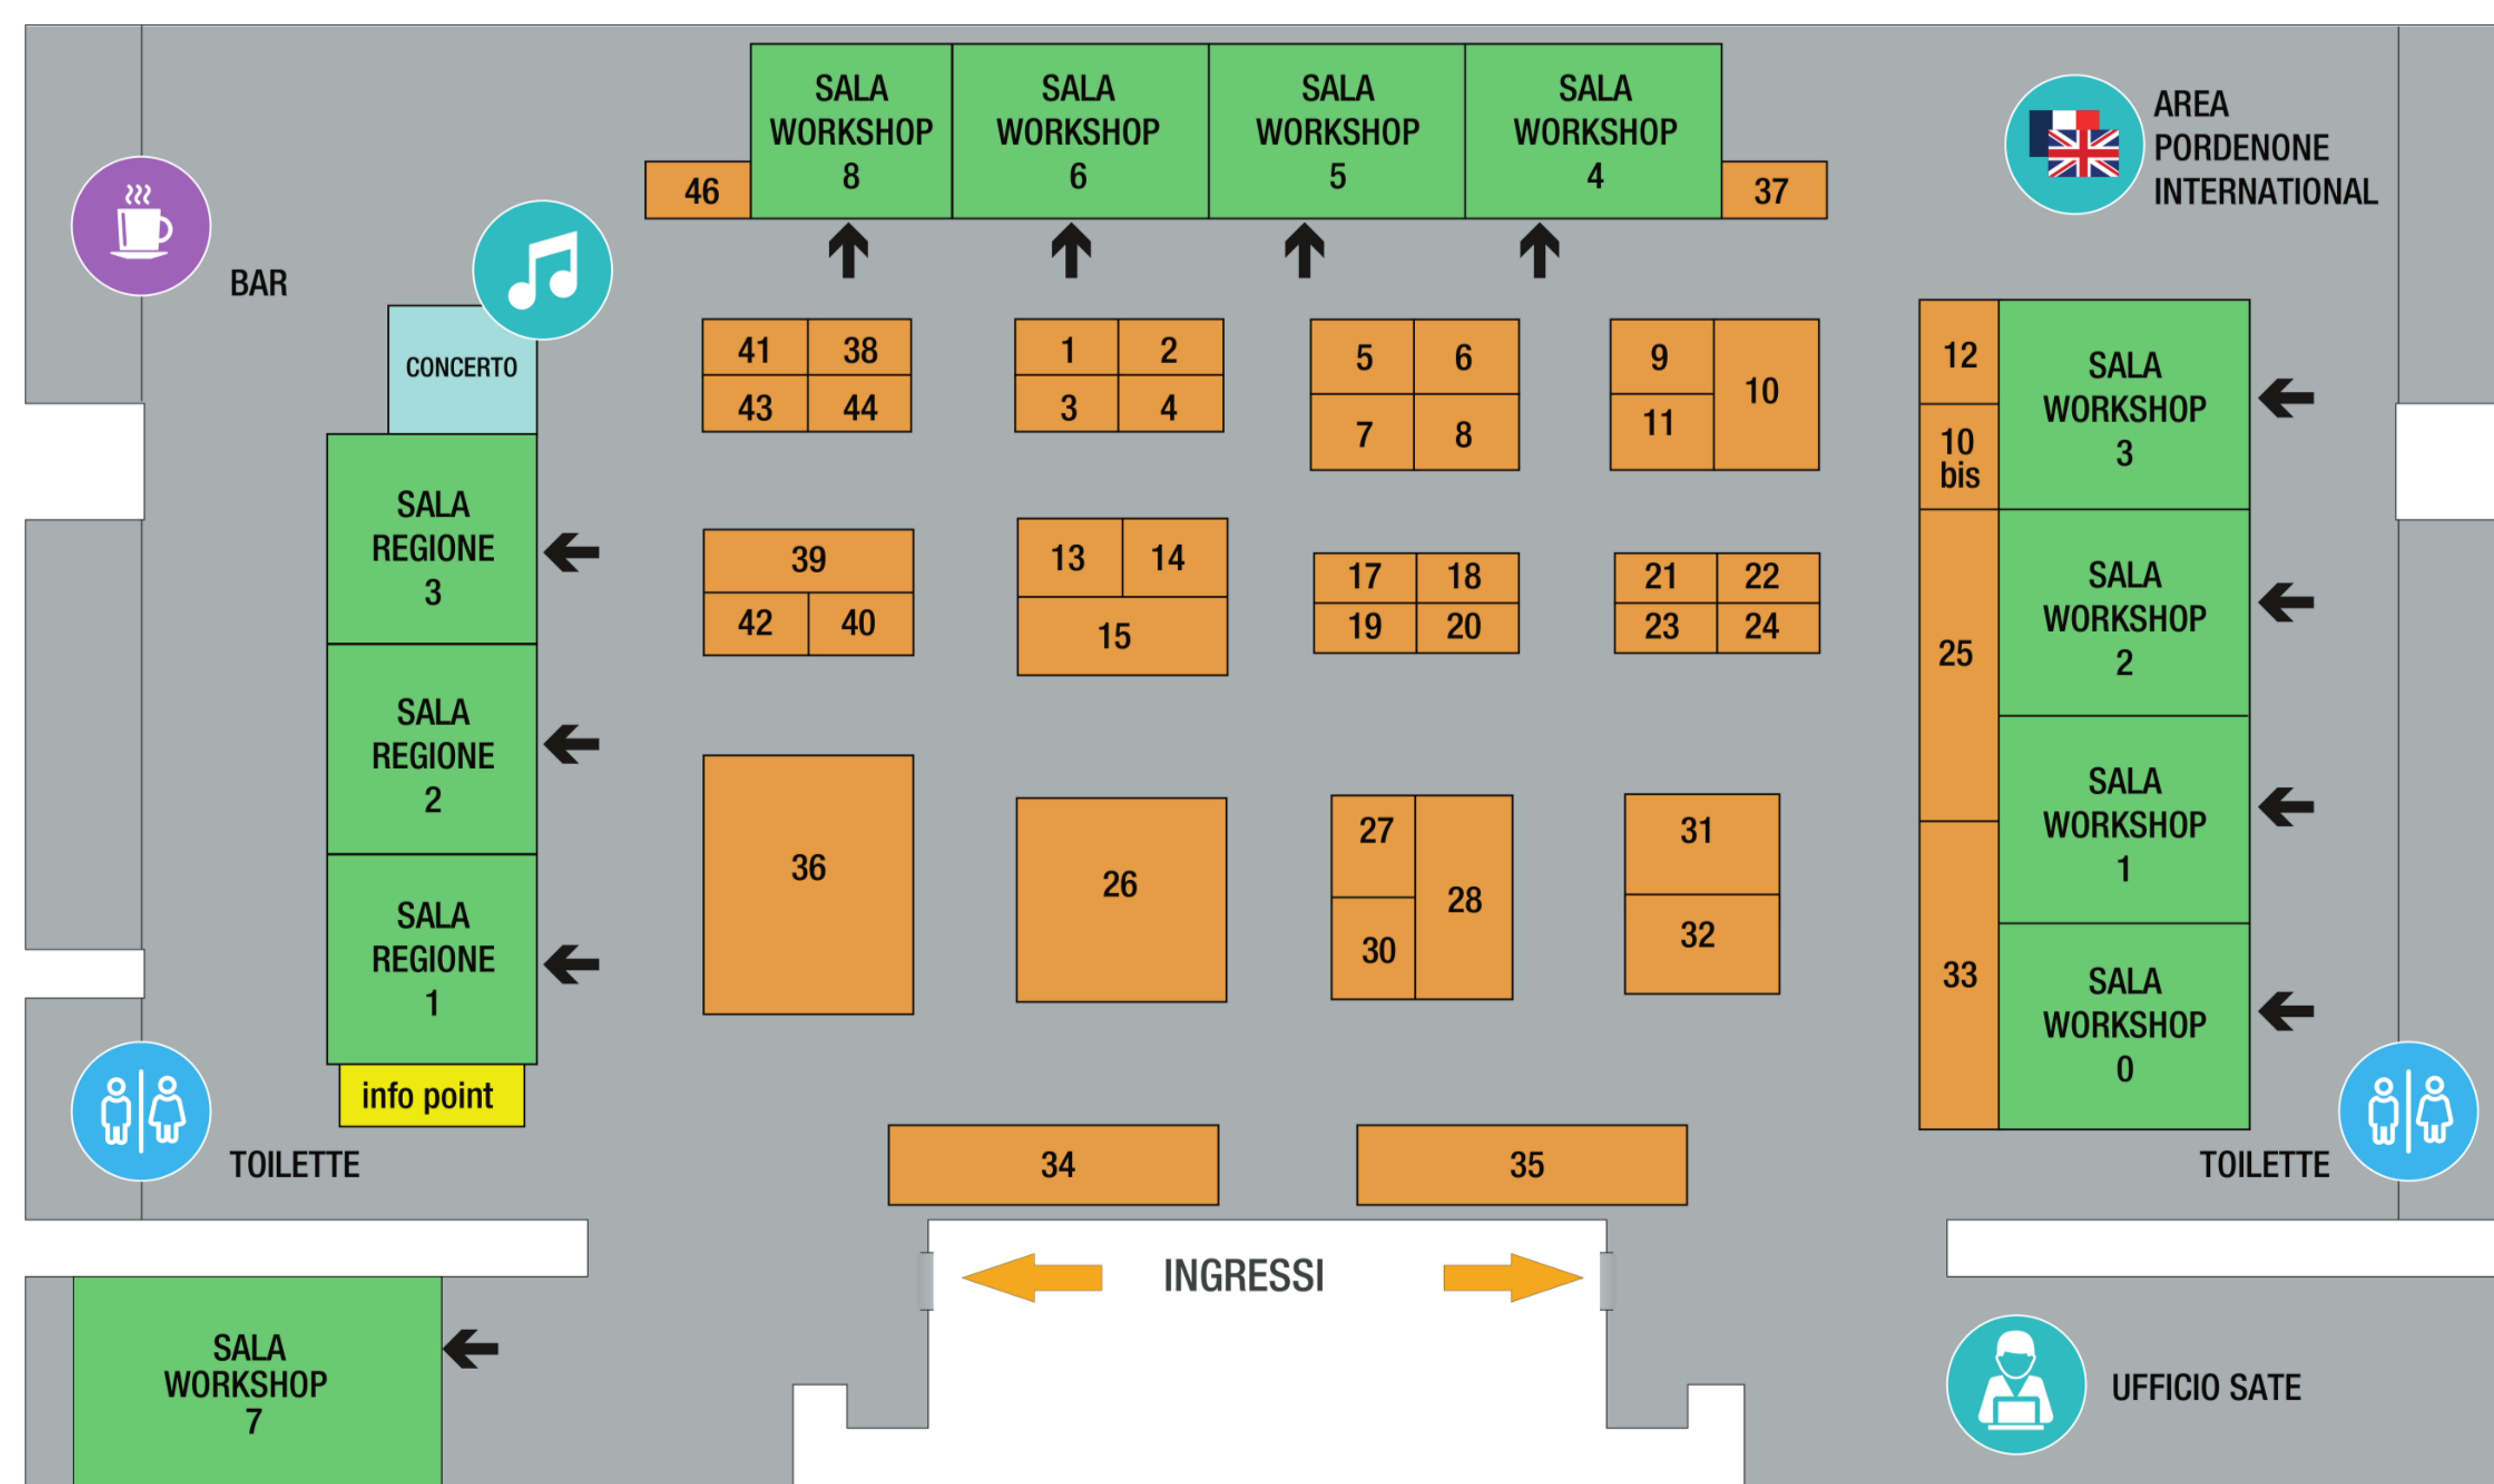 SALA
WORKSHOP
8
SALA
WORKSHOP
6
SALA
WORKSHOP
5
SALA
WORKSHOP
4
46
37
AREA
PORDENONE
INTERNATIONAL
BAR
CONCERTO
41 38
43 44
1 2
3 4
5 6
7 8
9 10
11
12
10
bis
25
33
SALA
WORKSHOP
3
SALA
WORKSHOP
2
SALA
WORKSHOP
1
SALA
WORKSHOP
0
SALA
REGIONE
3
SALA
REGIONE
2
SALA
REGIONE
1
info point
39
42 40
13 14
15
17 18
19 20
21 22
23 24
36
26
27
28
30
31
32
TOILETTE
34
35
TOILETTE
INGRESSI
SALA
WORKSHOP
7
UFFICIO SATE